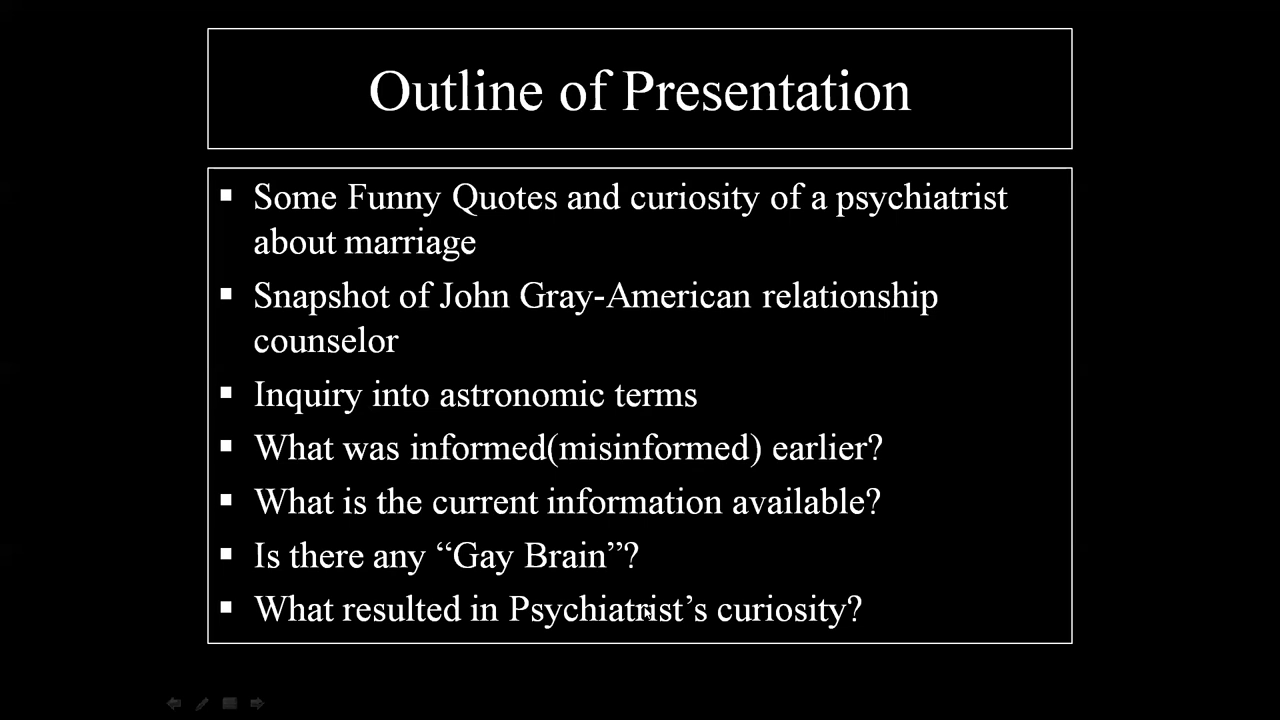 Outline of Presentation
Some Funny Quotes and curiosity of a psychiatrist
about marriage
Snapshot of John Gray-American relationship
counselor
Inquiry into astronomic terms
What was informed(misinformed) earlier?
What is the current information available?
Is there any “Gay Brain”?
What resulted in Psychiatrist’s curiosity?